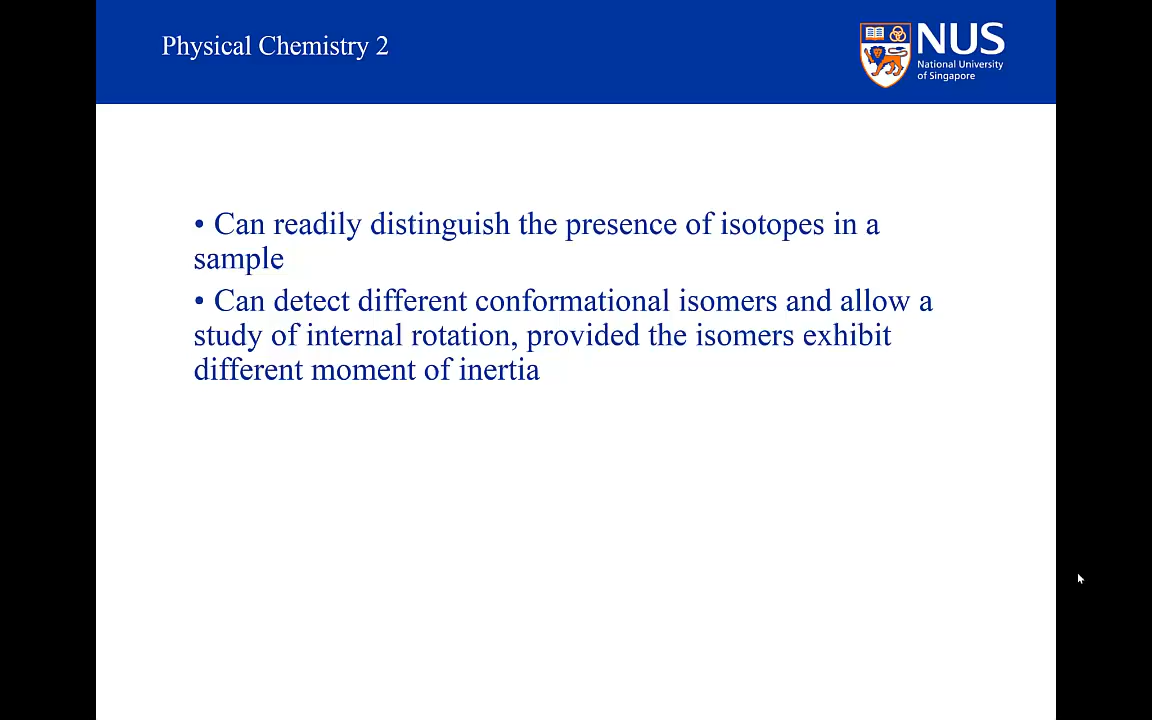 Physical Chemistry 2
NUS
National University
of Singapore
• Can readily distinguish the presence of isotopes in a
sample
• Can detect different conformational isomers and allow a
study of internal rotation, provided the isomers exhibit
different moment of inertia